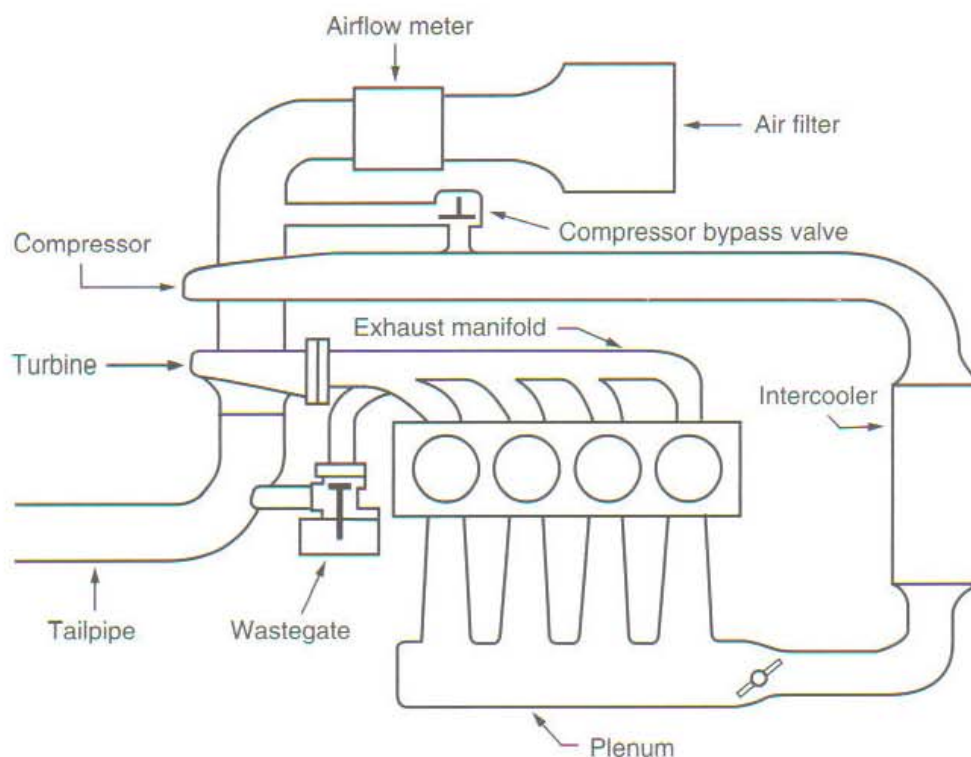 Airflow meter
Air filter
Compressor bypass valve
Compressor
Exhaust manifold
Turbine
Intercooler
Tailpipe
Wastegate
Plenum